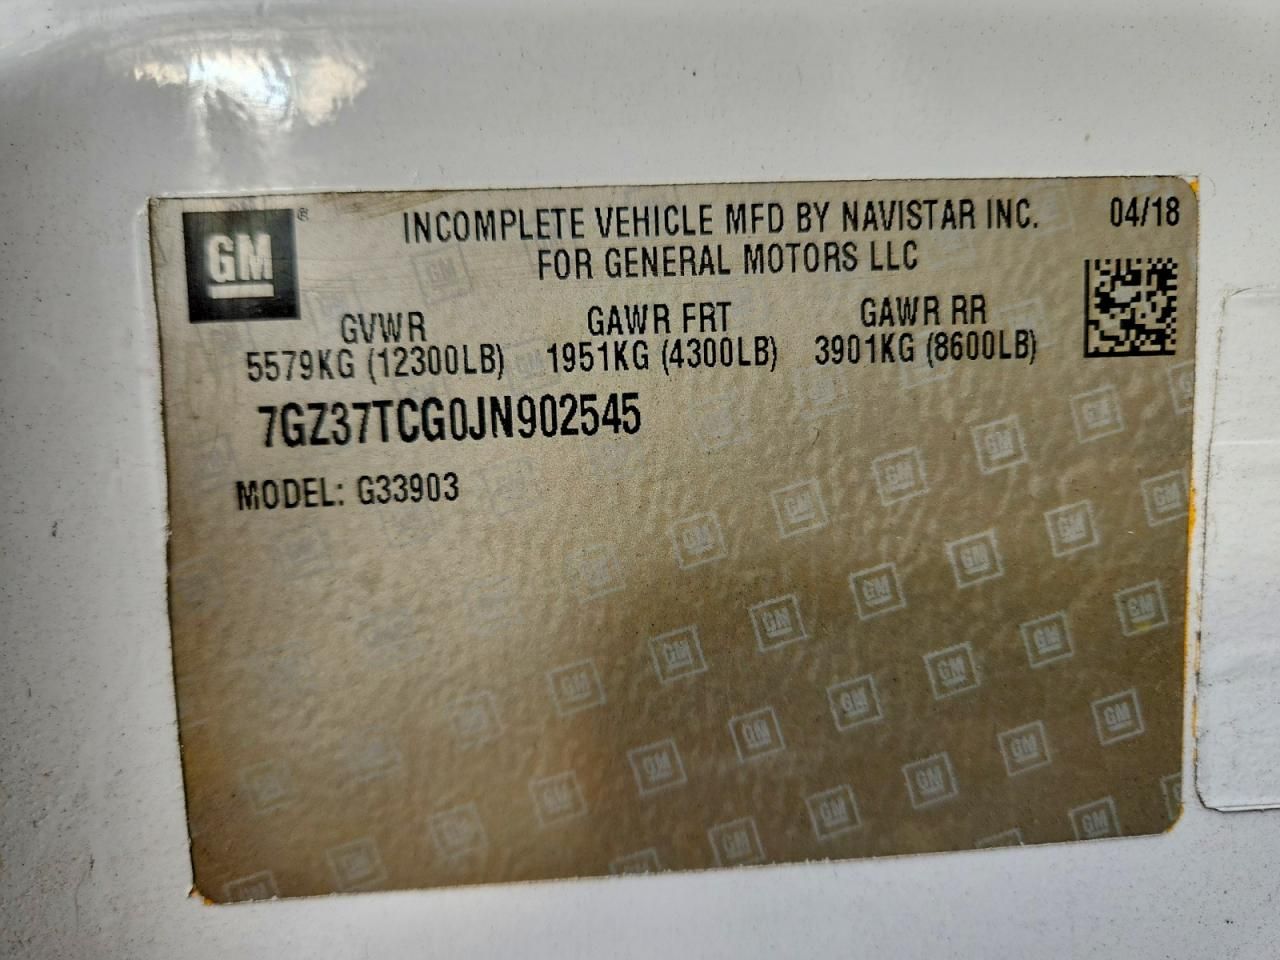 GM®
INCOMPLETE VEHICLE MFD BY NAVISTAR INC. 04/18
FOR GENERAL MOTORS LLC
GVWR GAWR FRT GAWR RR
5579KG (12300LB) 1951KG (4300LB) 3901KG (8600LB)
7GZ37TCG0JN902545
MODEL: G33903